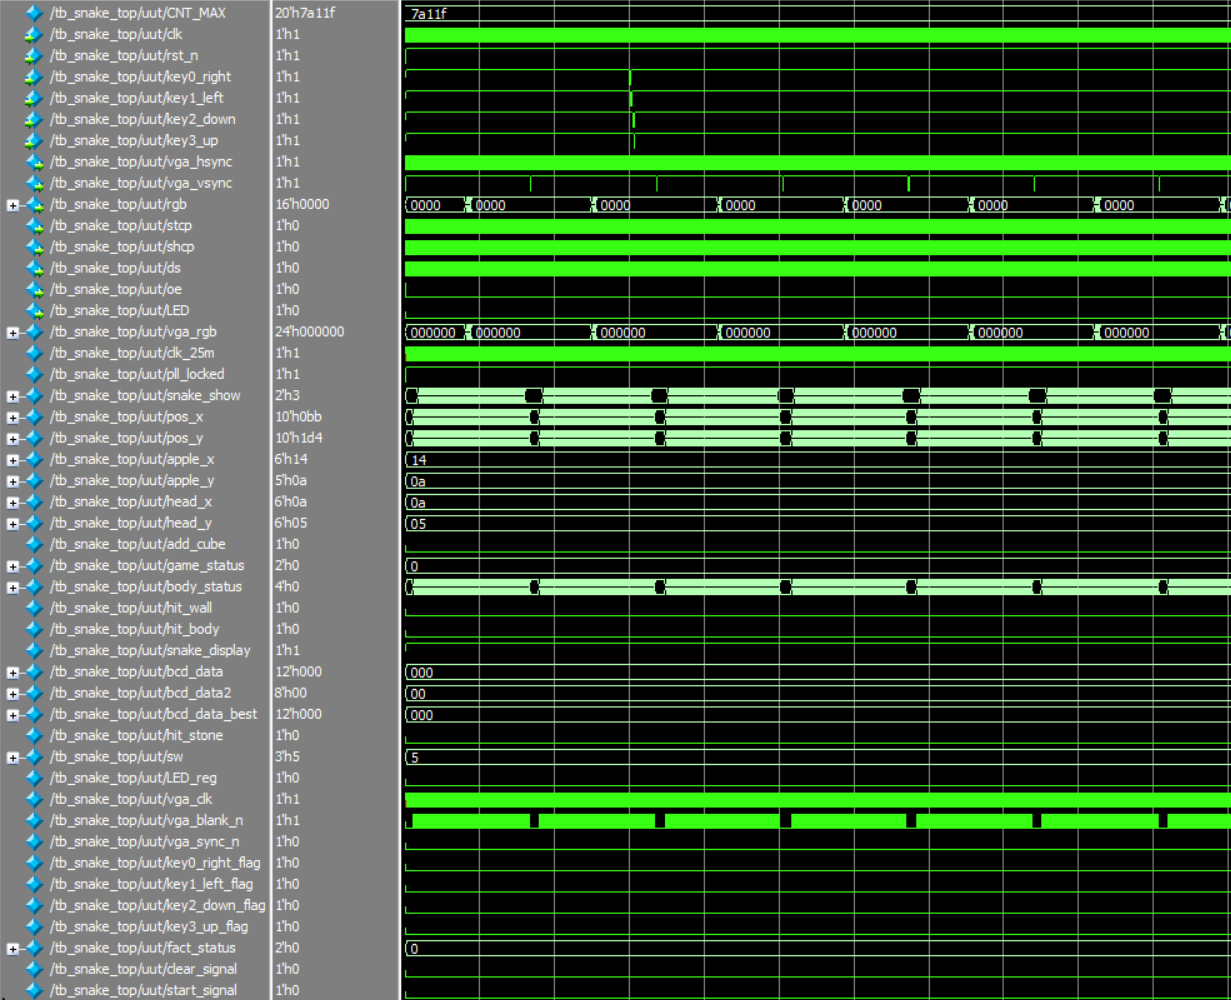 /tb_snake_top/uut/CNT_MAX 20'h7a11f 7a11f
/tb_snake_top/uut/clk 1'h1
/tb_snake_top/uut/rst_n 1'h1
/tb_snake_top/uut/key0_right 1'h1
/tb_snake_top/uut/key1_left 1'h1
/tb_snake_top/uut/key2_down 1'h1
/tb_snake_top/uut/key3_up 1'h1
/tb_snake_top/uut/vga_hsync 1'h1
/tb_snake_top/uut/vga_vsync 1'h1
/tb_snake_top/uut/rgb 16'h0000 0000 0000 0000 0000 0000 0000 0000
/tb_snake_top/uut/stcp 1'h0
/tb_snake_top/uut/shcp 1'h0
/tb_snake_top/uut/ds 1'h0
/tb_snake_top/uut/oe 1'h0
/tb_snake_top/uut/LED 1'h0
/tb_snake_top/uut/vga_rgb 24'h000000 000000 000000 000000 000000 000000 000000 000000
/tb_snake_top/uut/clk_25m 1'h1
/tb_snake_top/uut/pll_locked 1'h1
/tb_snake_top/uut/snake_show 2'h3
/tb_snake_top/uut/pos_x 10'h0bb
/tb_snake_top/uut/pos_y 10'h1d4
/tb_snake_top/uut/apple_x 6'h14 14
/tb_snake_top/uut/apple_y 5'h0a 0a
/tb_snake_top/uut/head_x 6'h0a 0a
/tb_snake_top/uut/head_y 6'h05 05
/tb_snake_top/uut/add_cube 1'h0
/tb_snake_top/uut/game_status 2'h0 0
/tb_snake_top/uut/body_status 4'h0
/tb_snake_top/uut/hit_wall 1'h0
/tb_snake_top/uut/hit_body 1'h0
/tb_snake_top/uut/snake_display 1'h1
/tb_snake_top/uut/bcd_data 12'h000 000
/tb_snake_top/uut/bcd_data2 8'h00 00
/tb_snake_top/uut/bcd_data_best 12'h000 000
/tb_snake_top/uut/hit_stone 1'h0
/tb_snake_top/uut/sw 3'h5 5
/tb_snake_top/uut/LED_reg 1'h0
/tb_snake_top/uut/vga_clk 1'h1
/tb_snake_top/uut/vga_blank_n 1'h1
/tb_snake_top/uut/vga_sync_n 1'h0
/tb_snake_top/uut/key0_right_flag 1'h0
/tb_snake_top/uut/key1_left_flag 1'h0
/tb_snake_top/uut/key2_down_flag 1'h0
/tb_snake_top/uut/key3_up_flag 1'h0
/tb_snake_top/uut/fact_status 2'h0 0
/tb_snake_top/uut/clear_signal 1'h0
/tb_snake_top/uut/start_signal 1'h0